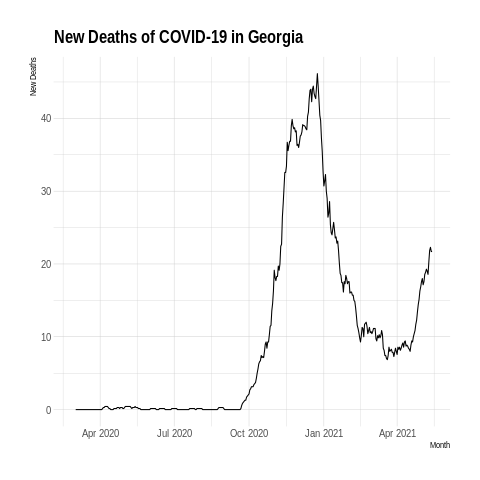 New Deaths of COVID-19 in Georgia
New Deaths
40
30
20
10
0
Apr 2020 Jul 2020 Oct 2020 Jan 2021 Apr 2021
Month